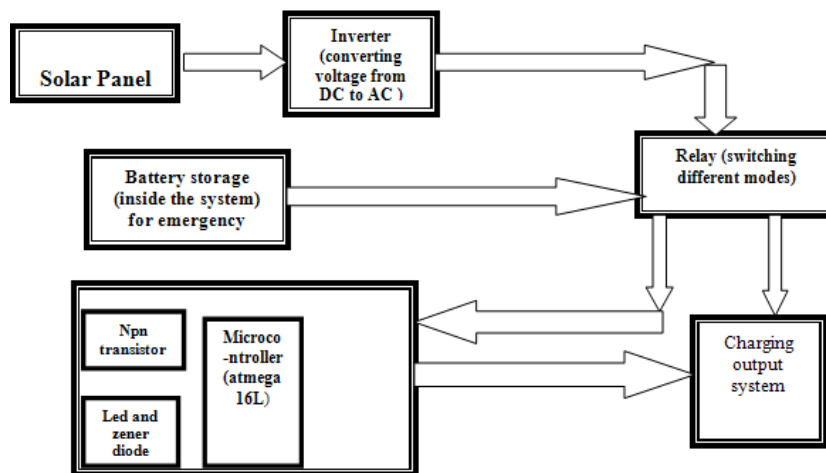 Solar Panel
Inverter
(converting
voltage from
DC to AC )
Relay (switching
different modes)
Battery storage
(inside the system)
for emergency
Npn
transistor
Microco
-ntroller
(atmega
16L)
Led and
zener
diode
Charging
output
system